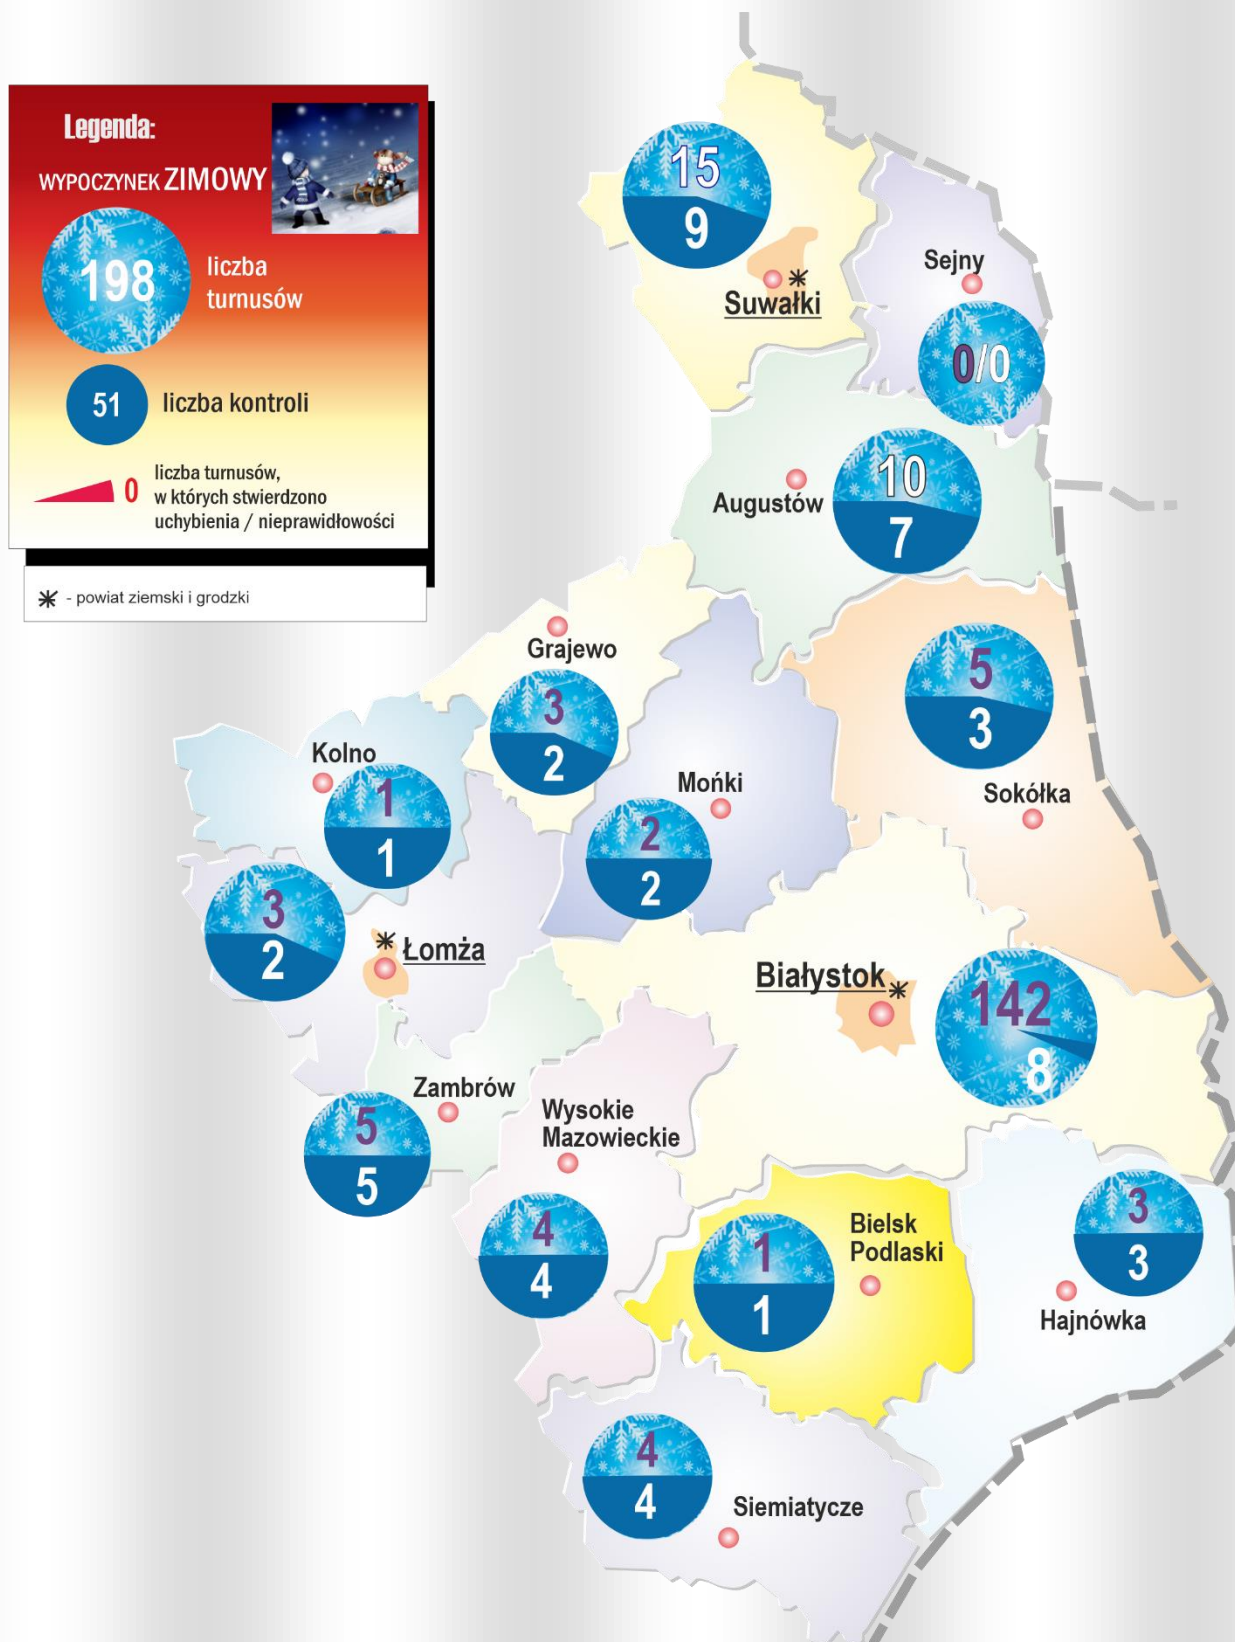 Legenda:
WYPOCZYNEK ZIMOWY
198
liczba
turnusów
51
liczba kontroli
0
liczba turnusów,
w których stwierdzono
uchybienia / nieprawidłowości
* - powiat ziemski i grodzki
15
9
*
Suwałki
Sejny
0/0
Augustów
10
7
Grajewo
3
2
5
3
Sokółka
Kolno
1
1
Mońki
2
2
3
2
*
Łomża
Białystok
*
142
8
Zambrów
5
5
Wysokie
Mazowieckie
4
4
1
1
Bielsk
Podlaski
3
3
Hajnówka
4
4
Siemiatycze